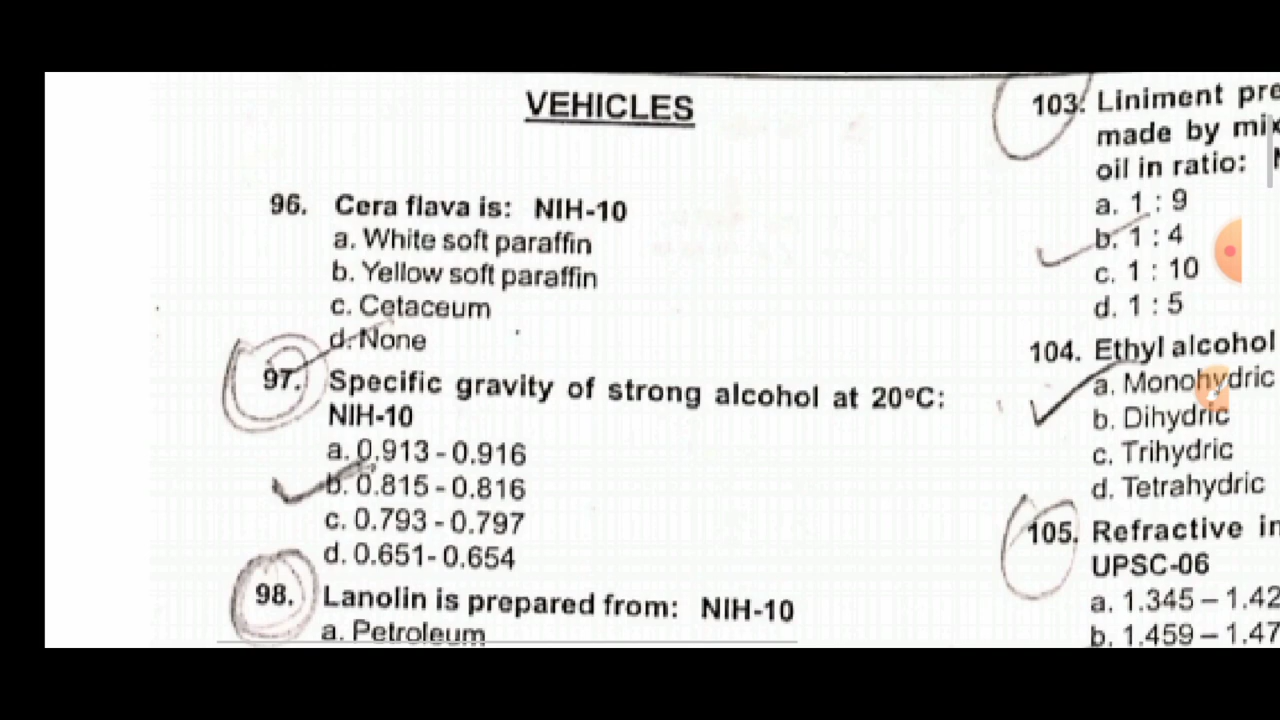 VEHICLES
96. Cera flava is: NIH-10
a. White soft paraffin
b. Yellow soft paraffin
c. Cetaceum
d. None
97. Specific gravity of strong alcohol at 20°C:
NIH-10
a. 0.913 - 0.916
b. 0.815 - 0.816
c. 0.793 - 0.797
d. 0.651- 0.654
98. Lanolin is prepared from: NIH-10
a. Petroleum
103. Liniment pre
made by mix
oil in ratio: N
a. 1 : 9
b. 1 : 4
c. 1 : 10
d. 1 : 5
104. Ethyl alcohol
a. Monohydric
b. Dihydric
c. Trihydric
d. Tetrahydric
105. Refractive in
UPSC-06
a. 1.345 – 1.42
b. 1.459 – 1.47